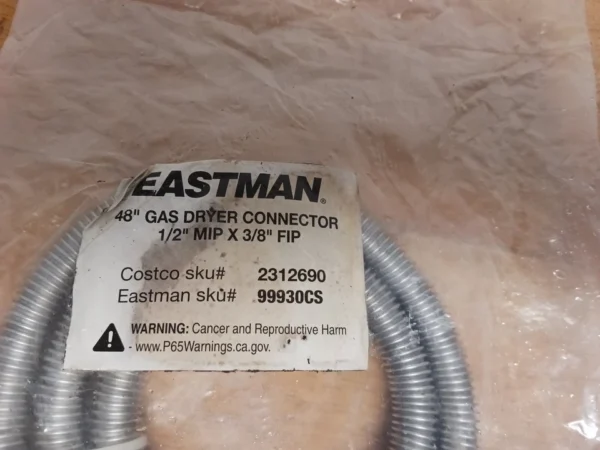 EASTMAN®
48" GAS DRYER CONNECTOR
1/2" MIP X 3/8" FIP
Costco sku# 2312690
Eastman sku# 99930CS
WARNING: Cancer and Reproductive Harm
- www.P65Warnings.ca.gov.